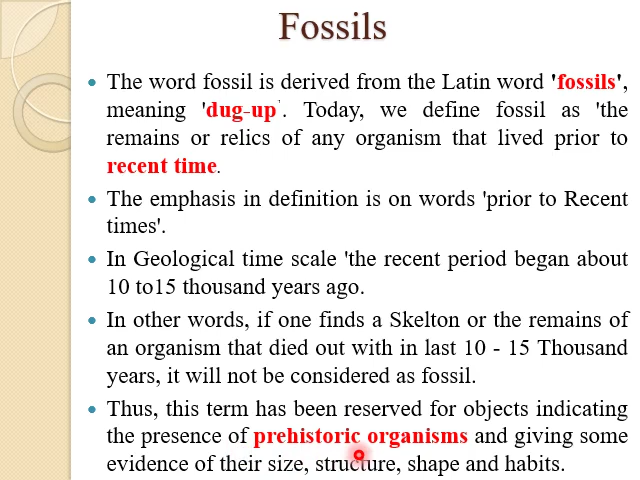 Fossils
• The word fossil is derived from the Latin word 'fossils',
meaning 'dug-up'. Today, we define fossil as 'the
remains or relics of any organism that lived prior to
recent time.
• The emphasis in definition is on words 'prior to Recent
times'.
• In Geological time scale 'the recent period began about
10 to15 thousand years ago.
• In other words, if one finds a Skelton or the remains of
an organism that died out with in last 10 - 15 Thousand
years, it will not be considered as fossil.
• Thus, this term has been reserved for objects indicating
the presence of prehistoric organisms and giving some
evidence of their size, structure, shape and habits.